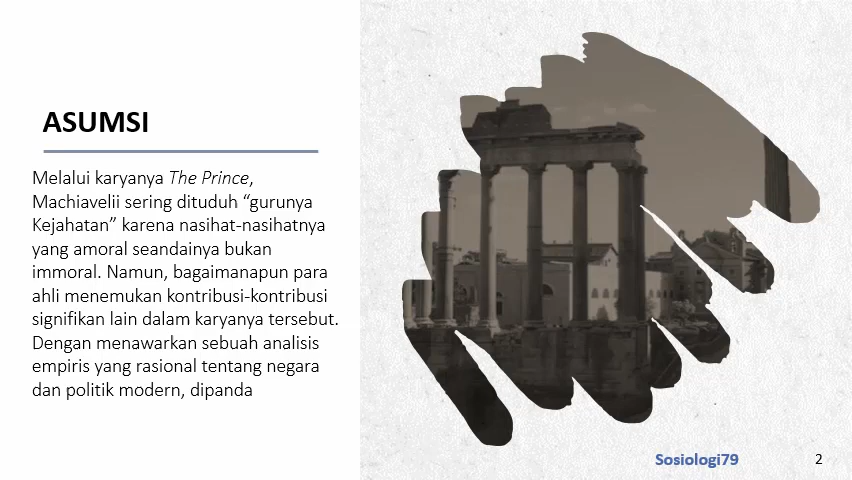 ASUMSI
Melalui karyanya The Prince,
Machiavelii sering dituduh “gurunya
Kejahatan” karena nasihat-nasihatnya
yang amoral seandainya bukan
immoral. Namun, bagaimanapun para
ahli menemukan kontribusi-kontribusi
signifikan lain dalam karyanya tersebut.
Dengan menawarkan sebuah analisis
empiris yang rasional tentang negara
dan politik modern, dipanda
Sosiologi79
2